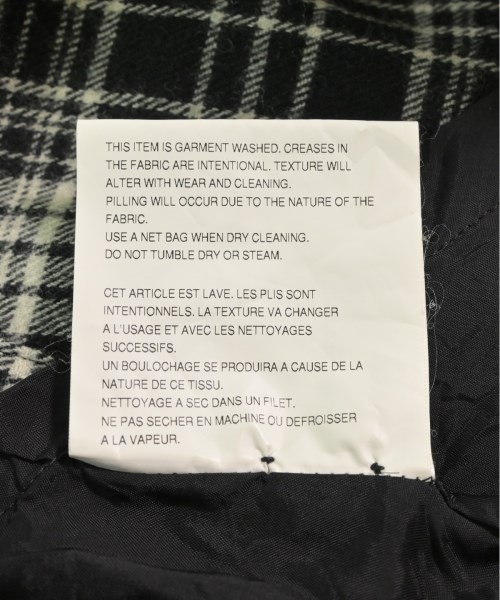 THIS ITEM IS GARMENT WASHED. CREASES IN
THE FABRIC ARE INTENTIONAL. TEXTURE WILL
ALTER WITH WEAR AND CLEANING.
PILLING WILL OCCUR DUE TO THE NATURE OF THE
FABRIC.
USE A NET BAG WHEN DRY CLEANING.
DO NOT TUMBLE DRY OR STEAM.
CET ARTICLE EST LAVE. LES PLIS SONT
INTENTIONNELS. LA TEXTURE VA CHANGER
A L'USAGE ET AVEC LES NETTOYAGES
SUCCESSIFS.
UN BOULOCHAGE SE PRODUIRA A CAUSE DE LA
NATURE DE CE TISSU.
NETTOYAGE A SEC DANS UN FILET.
NE PAS SECHER EN MACHINE OU DEFROISSER
A LA VAPEUR.